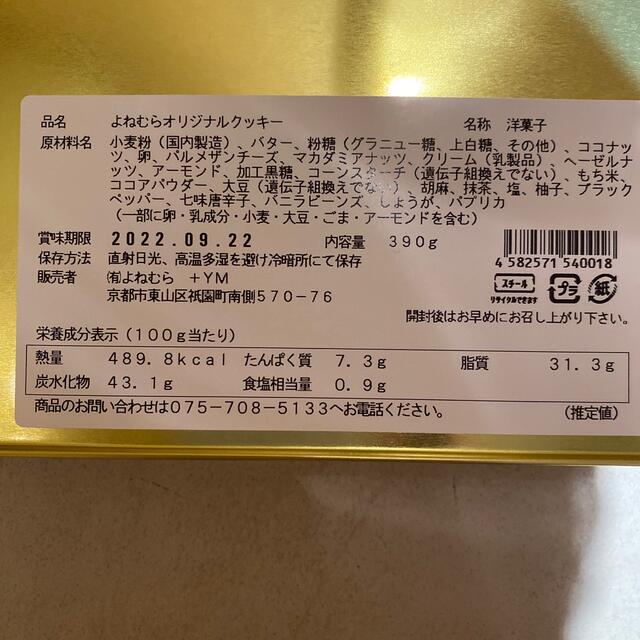 品名 よねむらオリジナルクッキー 名称 洋菓子
原材料名 小麦粉（国内製造）、バター、粉糖（グラニュー糖、上白糖、その他）、ココナッ
ツ、卵、パルメザンチーズ、マカダミアナッツ、クリーム（乳製品）、ヘーゼルナ
ッツ、アーモンド、加工黒糖、コーンスターチ（遺伝子組換えでない）、もち米、
ココアパウダー、大豆（遺伝子組換えでない）、胡麻、抹茶、塩、柚子、ブラック
ペッパー、七味唐辛子、バニラビーンズ、しょうが、パプリカ
（一部に卵・乳成分・小麦・大豆・ごま・アーモンドを含む）
賞味期限 2022.09.22 内容量 390g
保存方法 直射日光、高温多湿を避け冷暗所にて保存
販売者 ㈲よねむら +YM
京都市東山区祇園町南側570-76
4 582571 540018
スチール プラ 紙
リサイクルできます
開封後はお早めにお召し上がり下さい。
栄養成分表示（100g当たり）
熱量 489.8kcal たんぱく質 7.3g 脂質 31.3g
炭水化物 43.1g 食塩相当量 0.9g
商品のお問い合わせは075-708-5133へお電話ください。 （推定値）